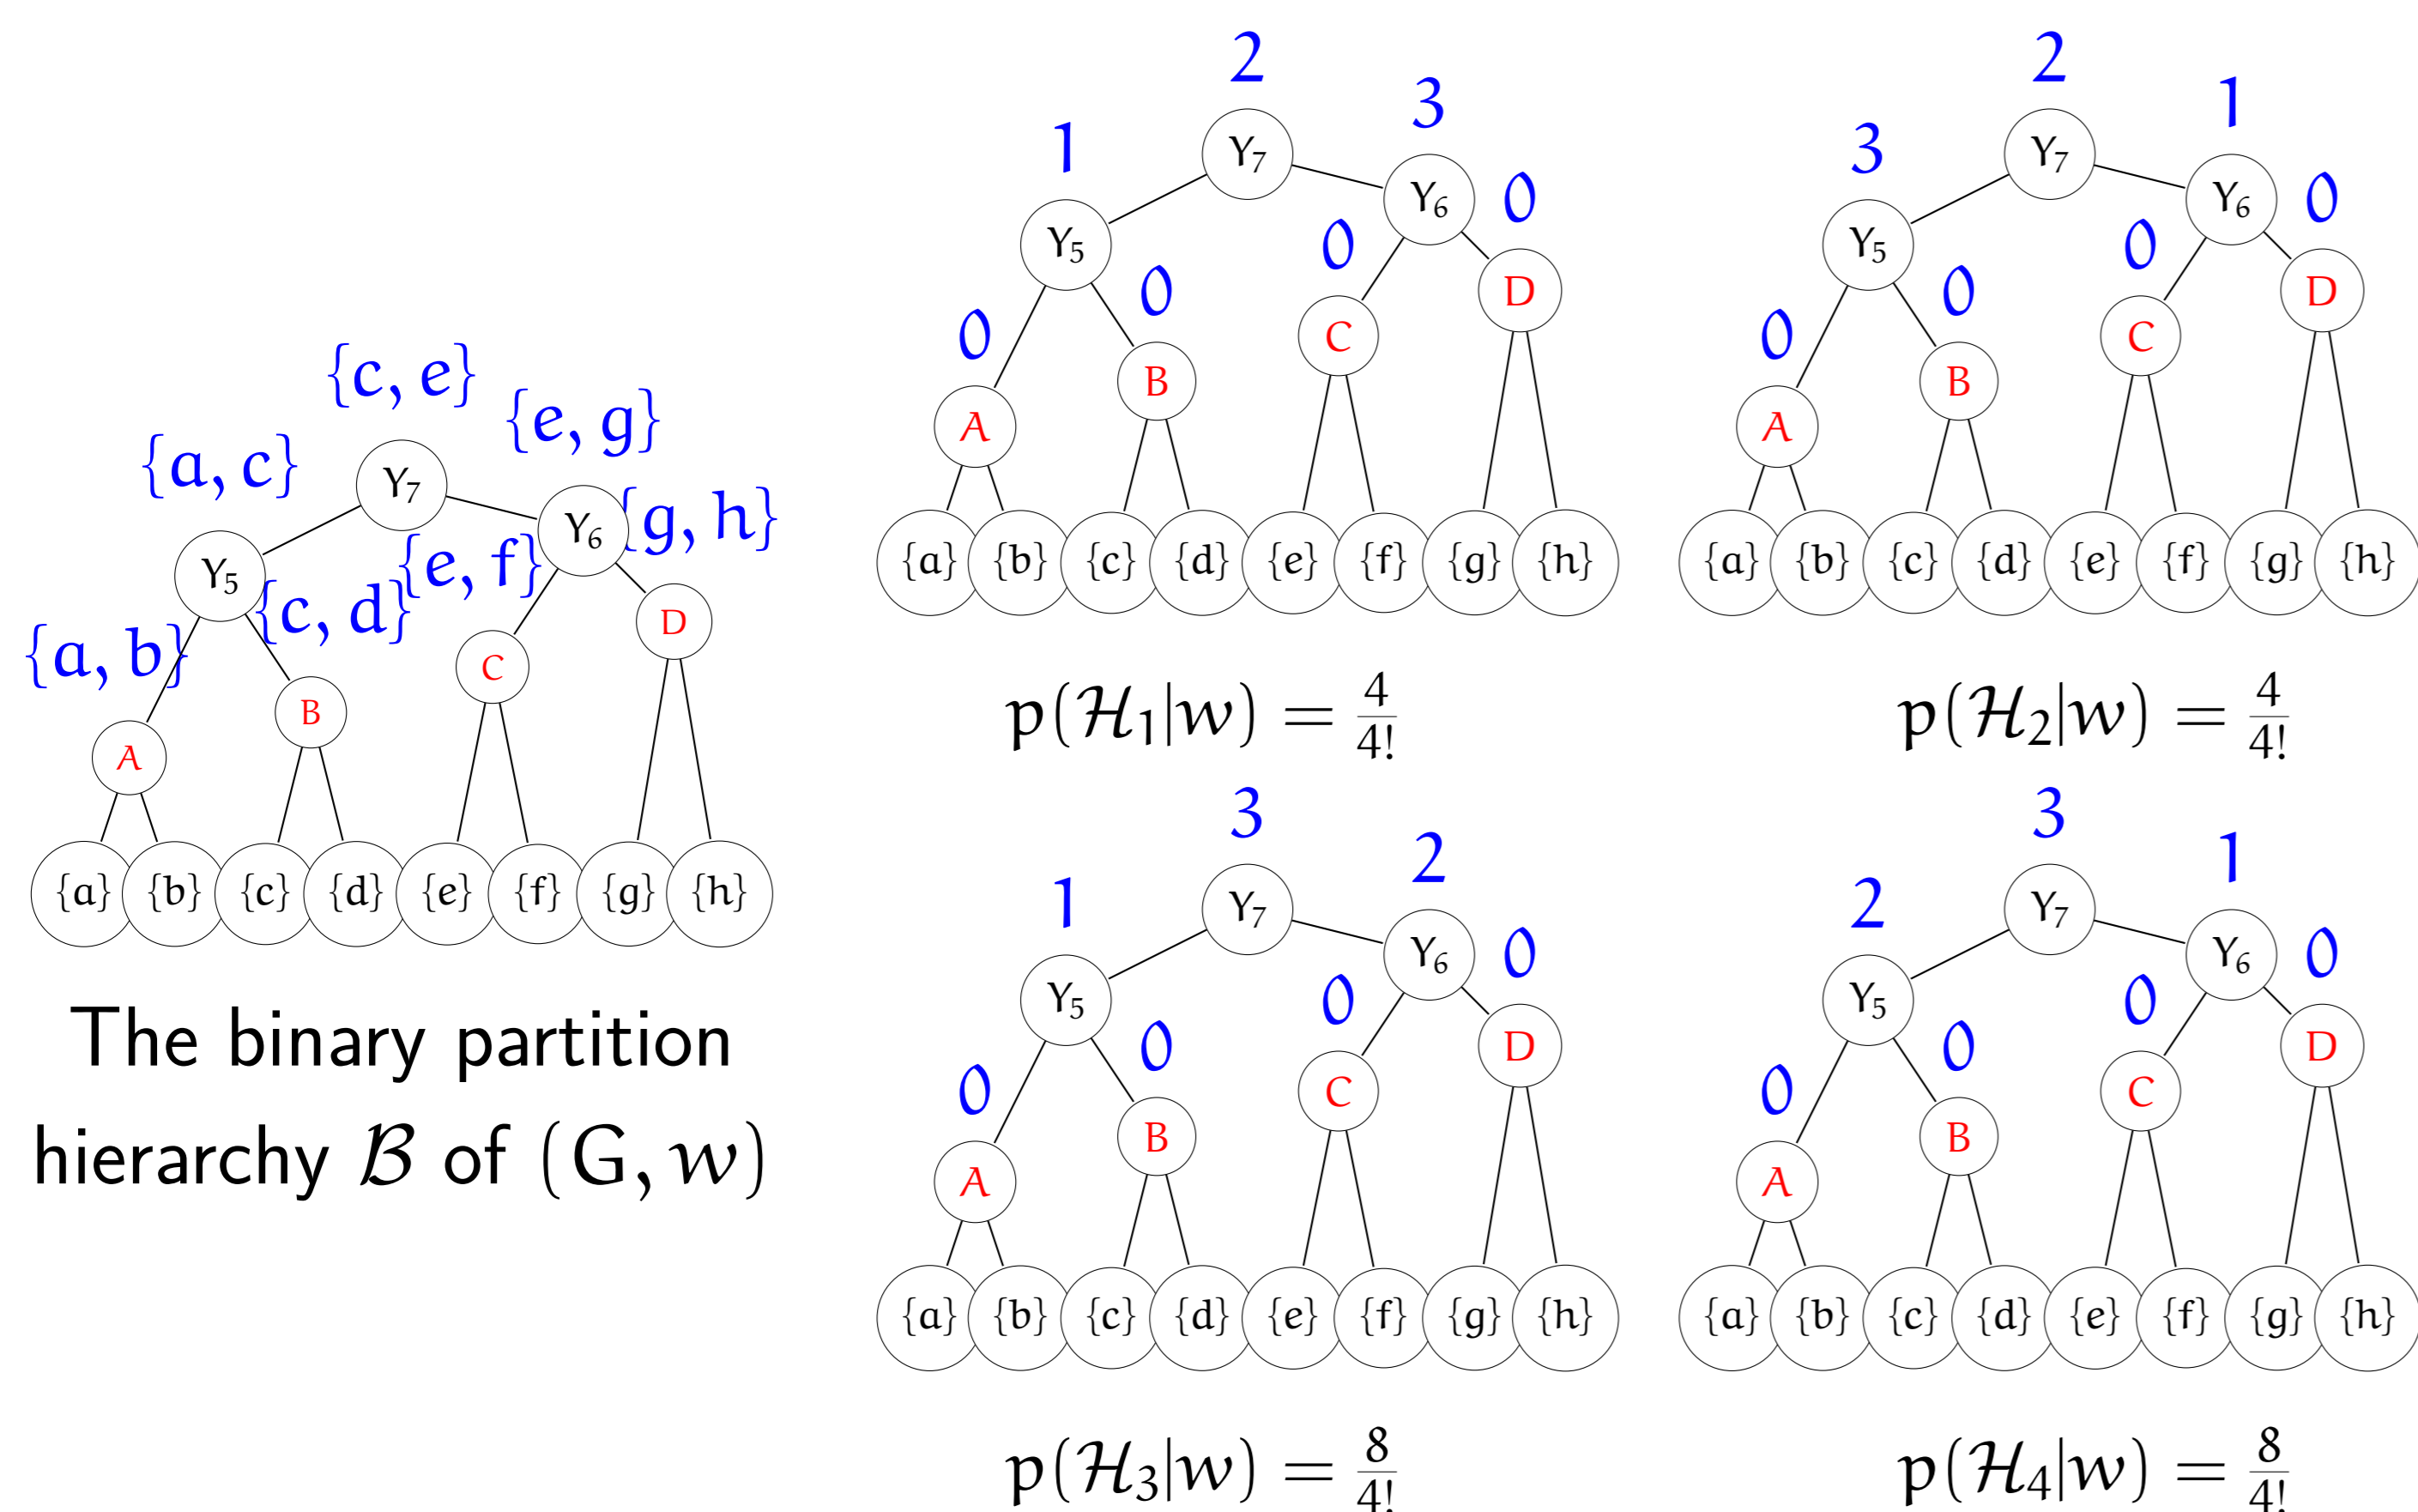 {c, e}
{e, g}
{a, c}
Y₇
{g, h}
Y₆
{e, f}
Y₅
{c, d}
{a, b}
D
C
B
A
{a} {b} {c} {d} {e} {f} {g} {h}
The binary partition
hierarchy ℬ of (G, w)
2
3
1
Y₇
Y₆
0
Y₅
0
0
D
0
C
B
A
{a} {b} {c} {d} {e} {f} {g} {h}
p(ℋ₁|w) = 4/4!
2
1
3
Y₇
Y₆
0
Y₅
0
0
D
0
C
B
A
{a} {b} {c} {d} {e} {f} {g} {h}
p(ℋ₂|w) = 4/4!
3
2
1
Y₇
Y₆
0
Y₅
0
0
D
0
C
B
A
{a} {b} {c} {d} {e} {f} {g} {h}
p(ℋ₃|w) = 8/4!
3
1
2
Y₇
Y₆
0
Y₅
0
0
D
0
C
B
A
{a} {b} {c} {d} {e} {f} {g} {h}
p(ℋ₄|w) = 8/4!